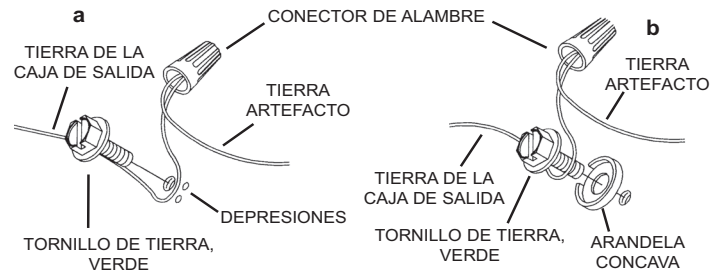 a
CONECTOR DE ALAMBRE
b
TIERRA DE LA
CAJA DE SALIDA
TIERRA
ARTEFACTO
TIERRA
ARTEFACTO
TIERRA DE LA
CAJA DE SALIDA
DEPRESIONES
TORNILLO DE TIERRA,
VERDE
TORNILLO DE TIERRA,
VERDE
ARANDELA
CONCAVA